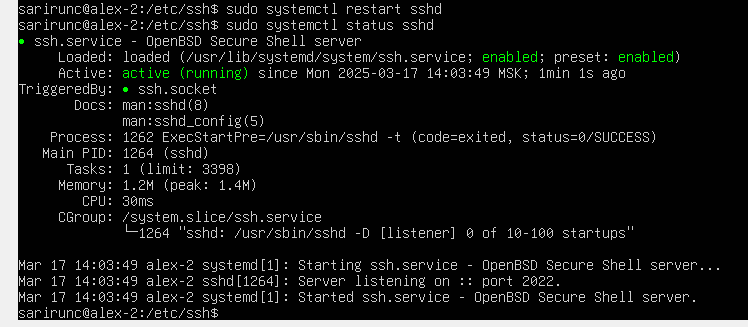 sarirunc@alex-2:/etc/ssh$ sudo systemctl restart sshd
sarirunc@alex-2:/etc/ssh$ sudo systemctl status sshd
● ssh.service - OpenBSD Secure Shell server
Loaded: loaded (/usr/lib/systemd/system/ssh.service; enabled; preset: enabled)
Active: active (running) since Mon 2025-03-17 14:03:49 MSK; 1min 1s ago
TriggeredBy: ● ssh.socket
Docs: man:sshd(8)
man:sshd_config(5)
Process: 1262 ExecStartPre=/usr/sbin/sshd -t (code=exited, status=0/SUCCESS)
Main PID: 1264 (sshd)
Tasks: 1 (limit: 3398)
Memory: 1.2M (peak: 1.4M)
CPU: 30ms
CGroup: /system.slice/ssh.service
└─1264 "sshd: /usr/sbin/sshd -D [listener] 0 of 10-100 startups"
Mar 17 14:03:49 alex-2 systemd[1]: Starting ssh.service - OpenBSD Secure Shell server...
Mar 17 14:03:49 alex-2 sshd[1264]: Server listening on :: port 2022.
Mar 17 14:03:49 alex-2 systemd[1]: Started ssh.service - OpenBSD Secure Shell server.
sarirunc@alex-2:/etc/ssh$